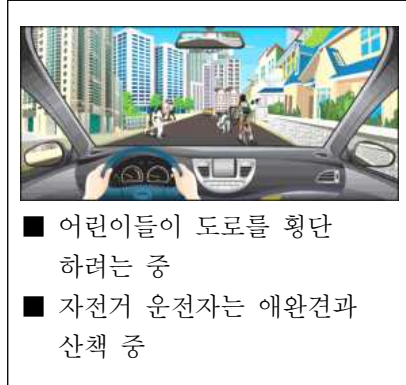 ■ 어린이들이 도로를 횡단
하려는 중
■ 자전거 운전자는 애완견과
산책 중